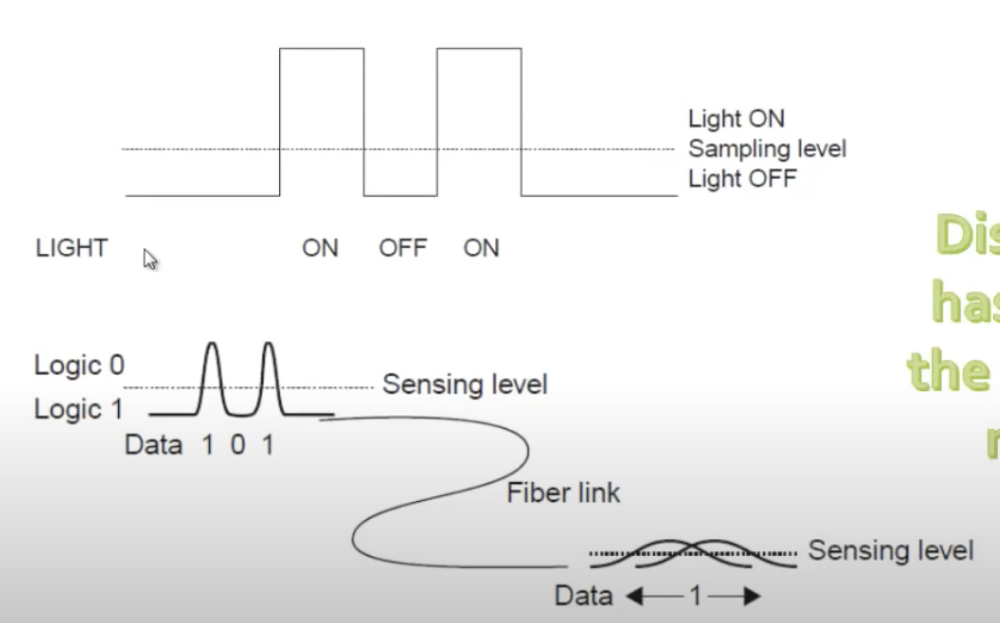 Light ON
Sampling level
Light OFF
LIGHT ON OFF ON
Logic 0
Sensing level
Logic 1
Data 1 0 1
Fiber link
Sensing level
Data 1
the